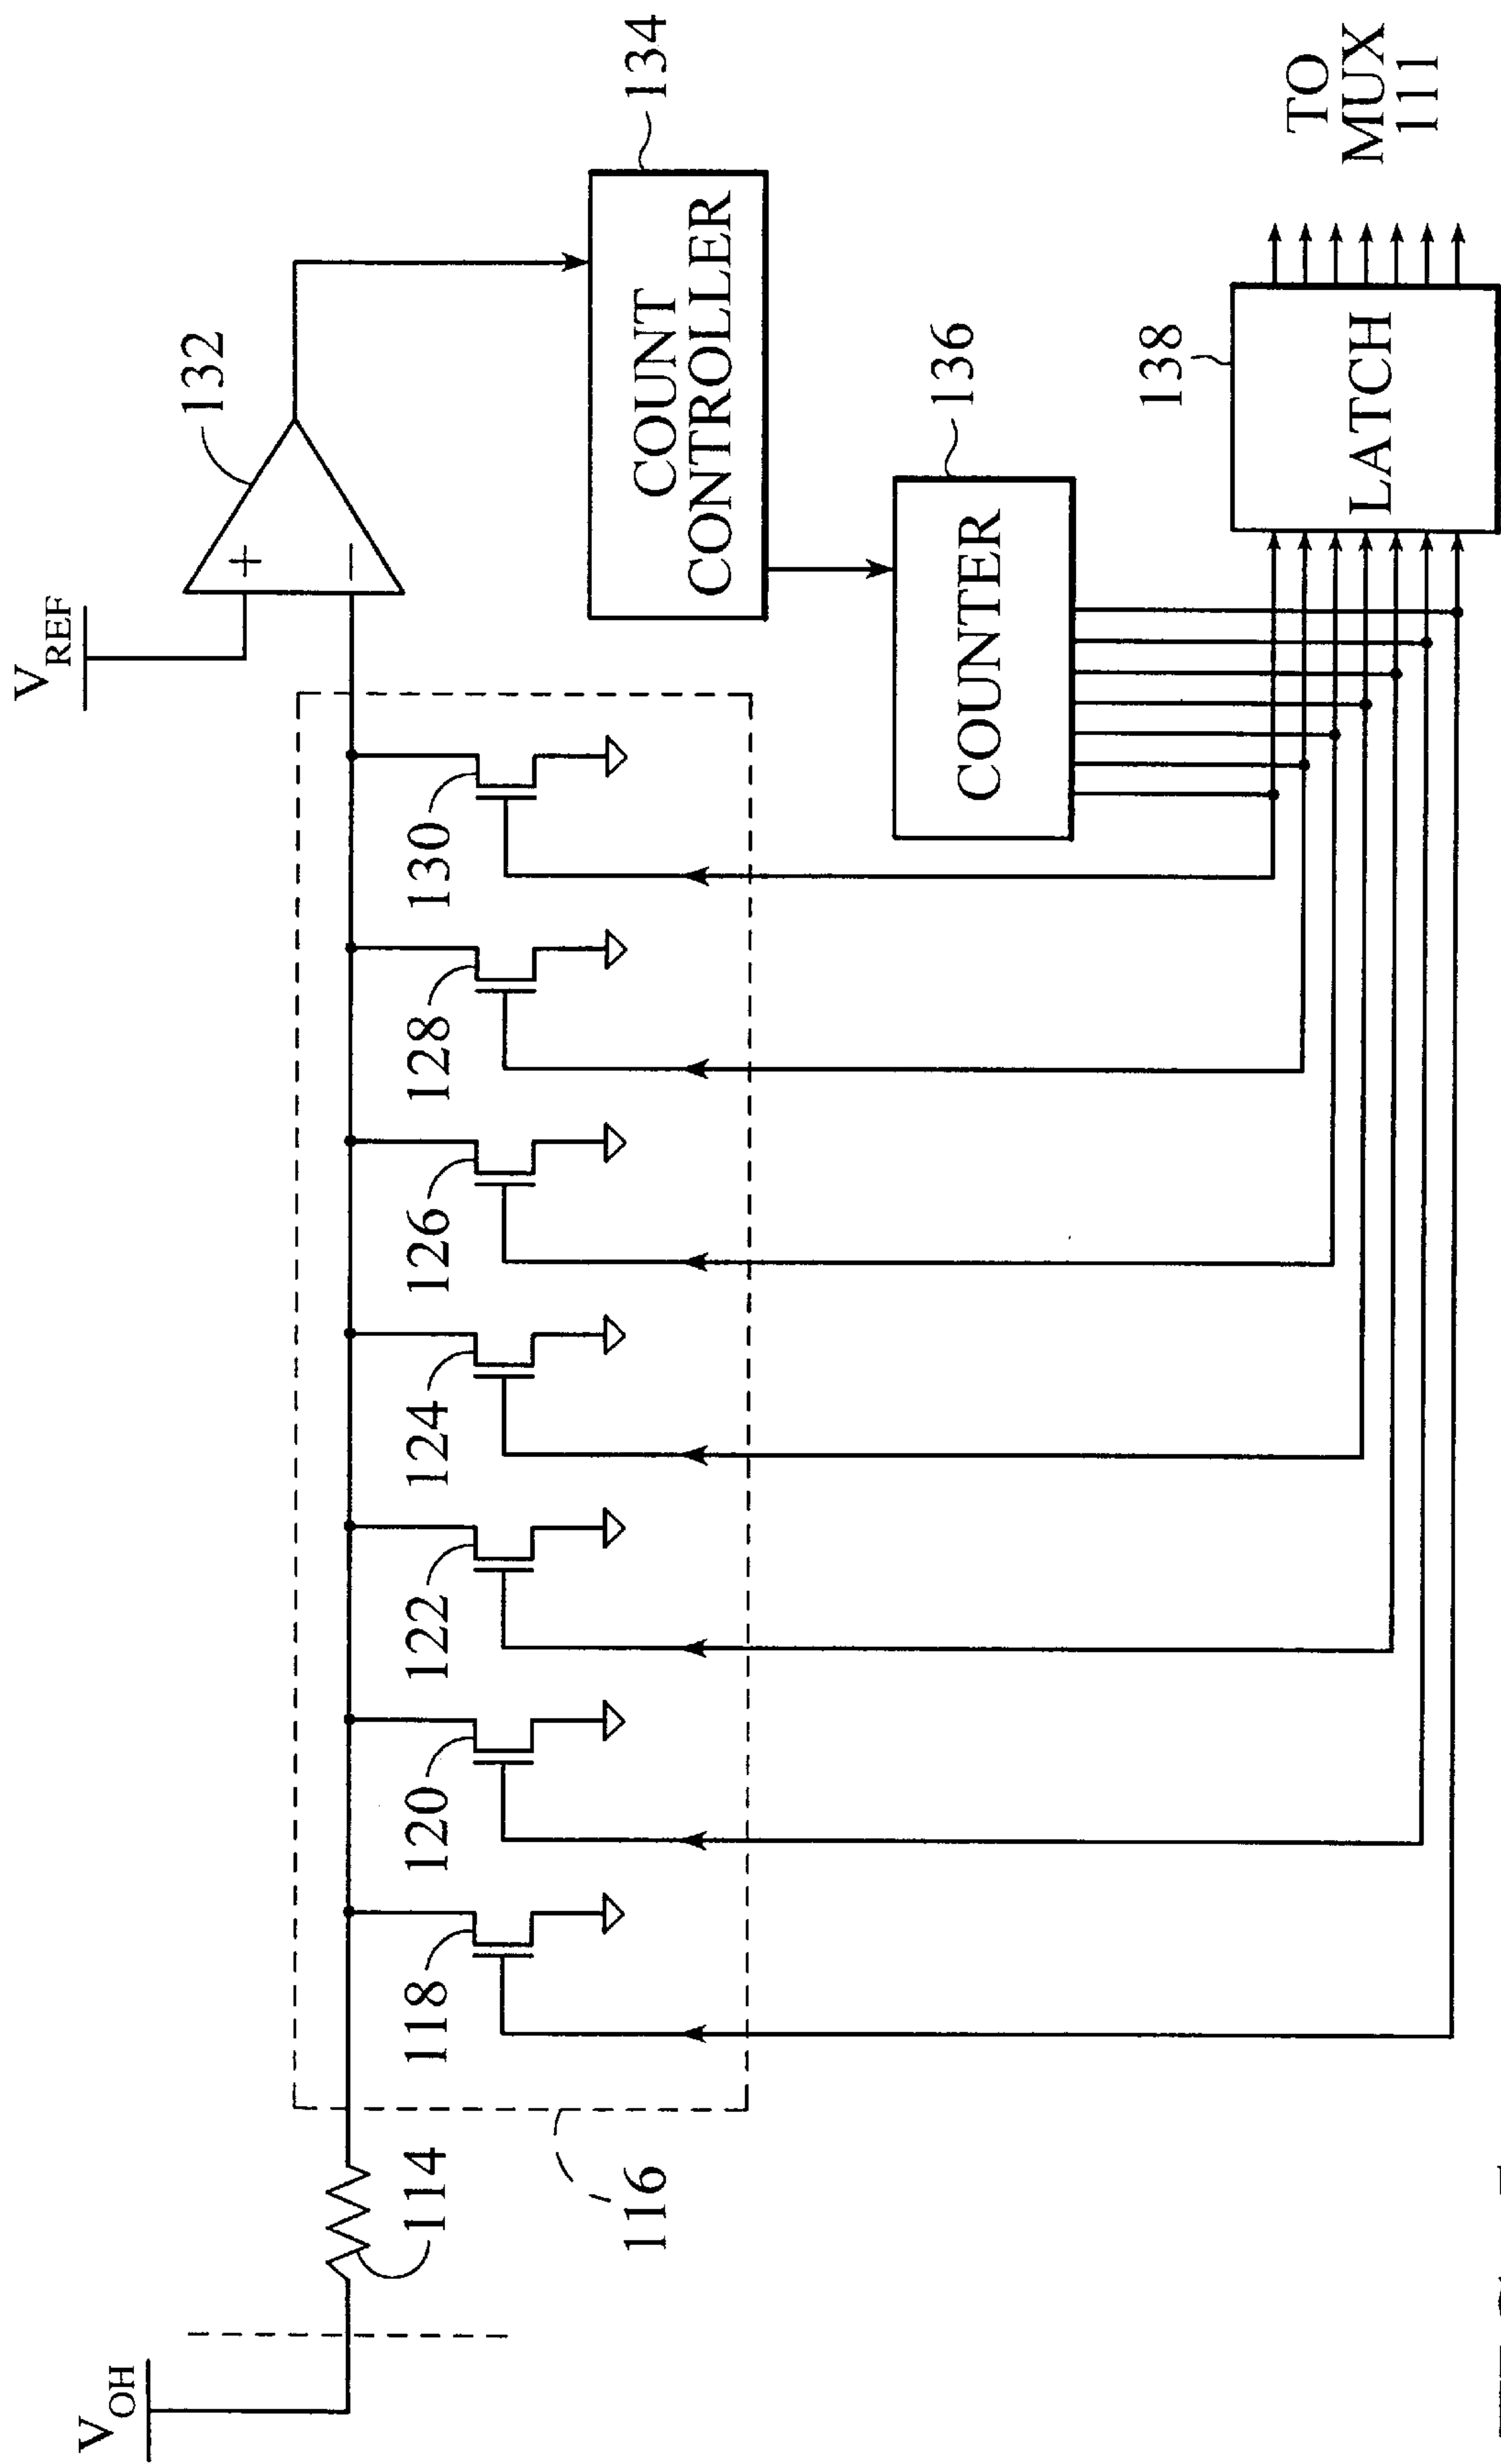 V_OH
V_REF
114
116
118
120
122
124
126
128
130
132
COUNT
CONTROLLER
134
COUNTER
136
LATCH
138
TO
MUX
111